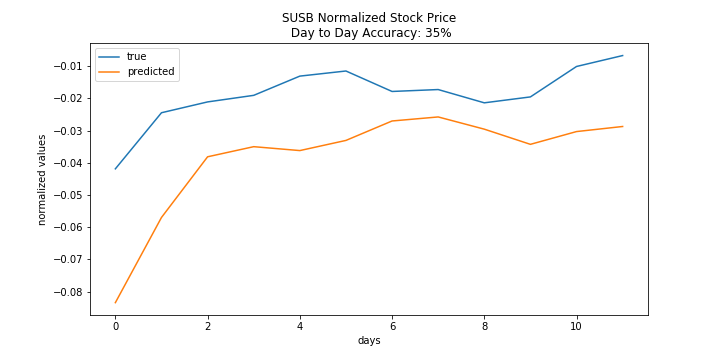 SUSB Normalized Stock Price
Day to Day Accuracy: 35%
true
predicted
normalized values
−0.01
−0.02
−0.03
−0.04
−0.05
−0.06
−0.07
−0.08
0 2 4 6 8 10
days